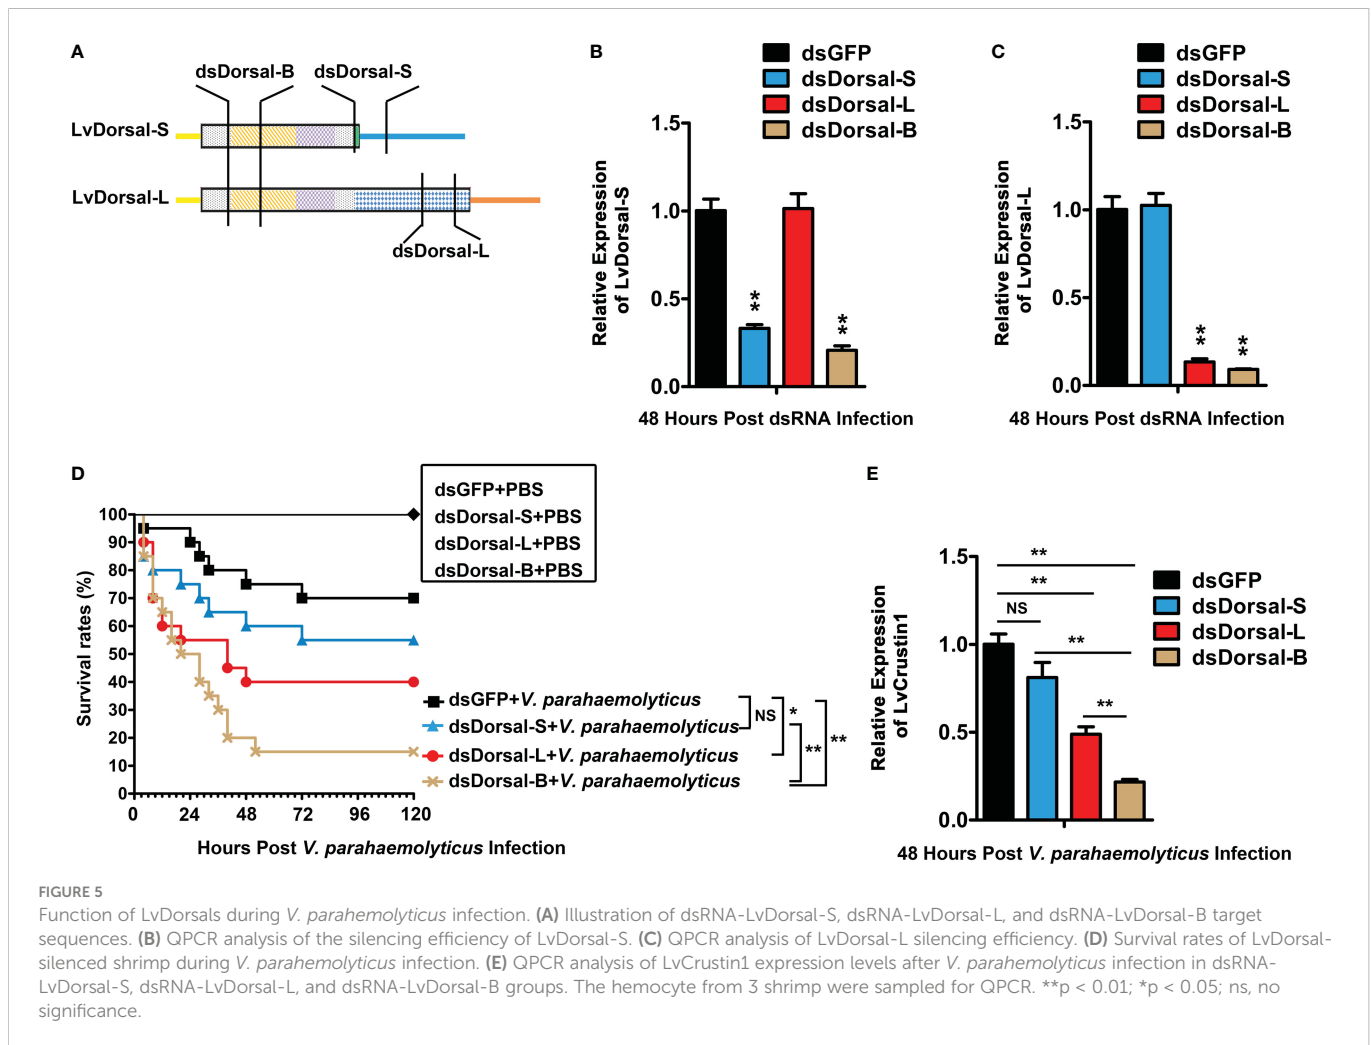 A
dsDorsal-B
dsDorsal-S
LvDorsal-S
LvDorsal-L
dsDorsal-L
B
dsGFP
dsDorsal-S
dsDorsal-L
dsDorsal-B
Relative Expression
of LvDorsal-S
1.5
1.0
0.5
0.0
**
**
48 Hours Post dsRNA Infection
C
dsGFP
dsDorsal-S
dsDorsal-L
dsDorsal-B
Relative Expression
of LvDorsal-L
1.5
1.0
0.5
0.0
**
**
48 Hours Post dsRNA Infection
D
dsGFP+PBS
dsDorsal-S+PBS
dsDorsal-L+PBS
dsDorsal-B+PBS
Survival rates (%)
100
90
80
70
60
50
40
30
20
10
0
0 24 48 72 96 120
dsGFP+V. parahaemolyticus
dsDorsal-S+V. parahaemolyticus
dsDorsal-L+V. parahaemolyticus
dsDorsal-B+V. parahaemolyticus
NS
*
**
**
Hours Post V. parahaemolyticus Infection
E
Relative Expression
of LvCrustin1
1.5
1.0
0.5
0.0
**
**
NS
**
**
dsGFP
dsDorsal-S
dsDorsal-L
dsDorsal-B
48 Hours Post V. parahaemolyticus Infection
FIGURE 5
Function of LvDorsals during V. parahemolyticus infection. (A) Illustration of dsRNA-LvDorsal-S, dsRNA-LvDorsal-L, and dsRNA-LvDorsal-B target
sequences. (B) QPCR analysis of the silencing efficiency of LvDorsal-S. (C) QPCR analysis of LvDorsal-L silencing efficiency. (D) Survival rates of LvDorsal-
silenced shrimp during V. parahemolyticus infection. (E) QPCR analysis of LvCrustin1 expression levels after V. parahemolyticus infection in dsRNA-
LvDorsal-S, dsRNA-LvDorsal-L, and dsRNA-LvDorsal-B groups. The hemocyte from 3 shrimp were sampled for QPCR. **p < 0.01; *p < 0.05; ns, no
significance.